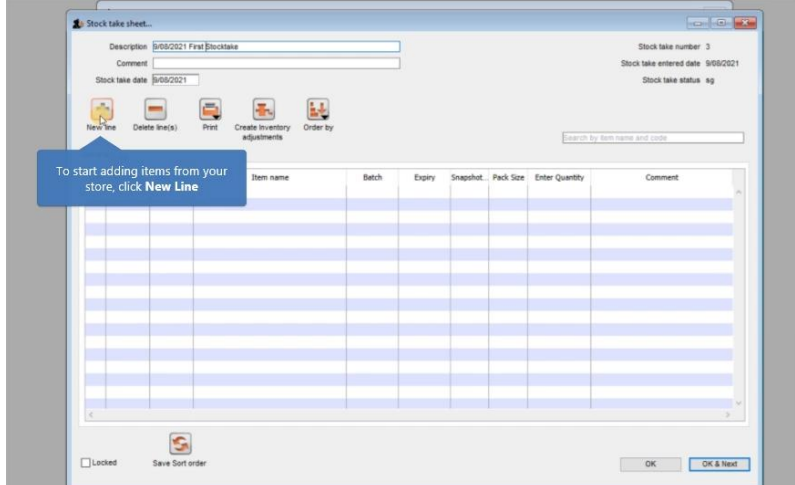 Stock take sheet...
Description 9/08/2021 First Stocktake
Stock take number 3
Comment
Stock take entered date 9/08/2021
Stock take date 9/08/2021
Stock take status sg
New line Delete line(s) Print Create Inventory adjustments Order by
Search by item name and code
To start adding items from your
store, click New Line
Item name Batch Expiry Snapshot... Pack Size Enter Quantity Comment
Locked Save Sort order OK OK & Next